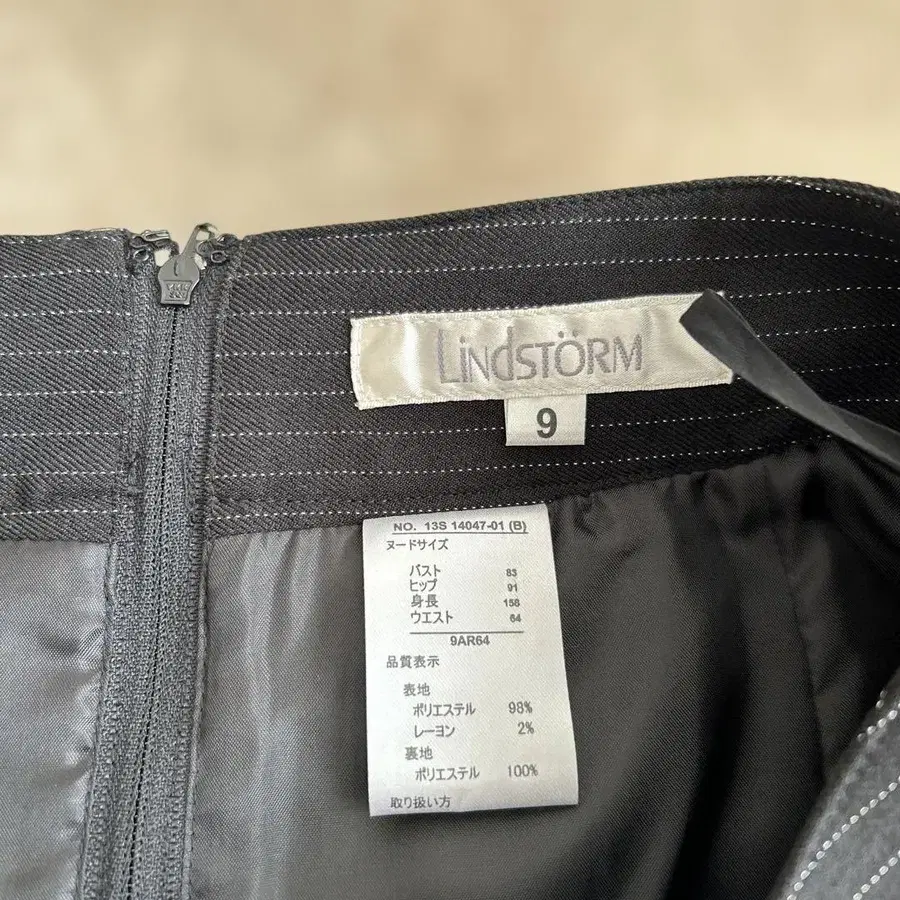 LiNdSTÖRM
9
NO. 13S 14047-01 (B)
ヌードサイズ
バスト 83
ヒップ 91
身長 158
ウエスト 64
9AR64
品質表示
表地
ポリエステル 98%
レーヨン 2%
裏地
ポリエステル 100%
取り扱い方